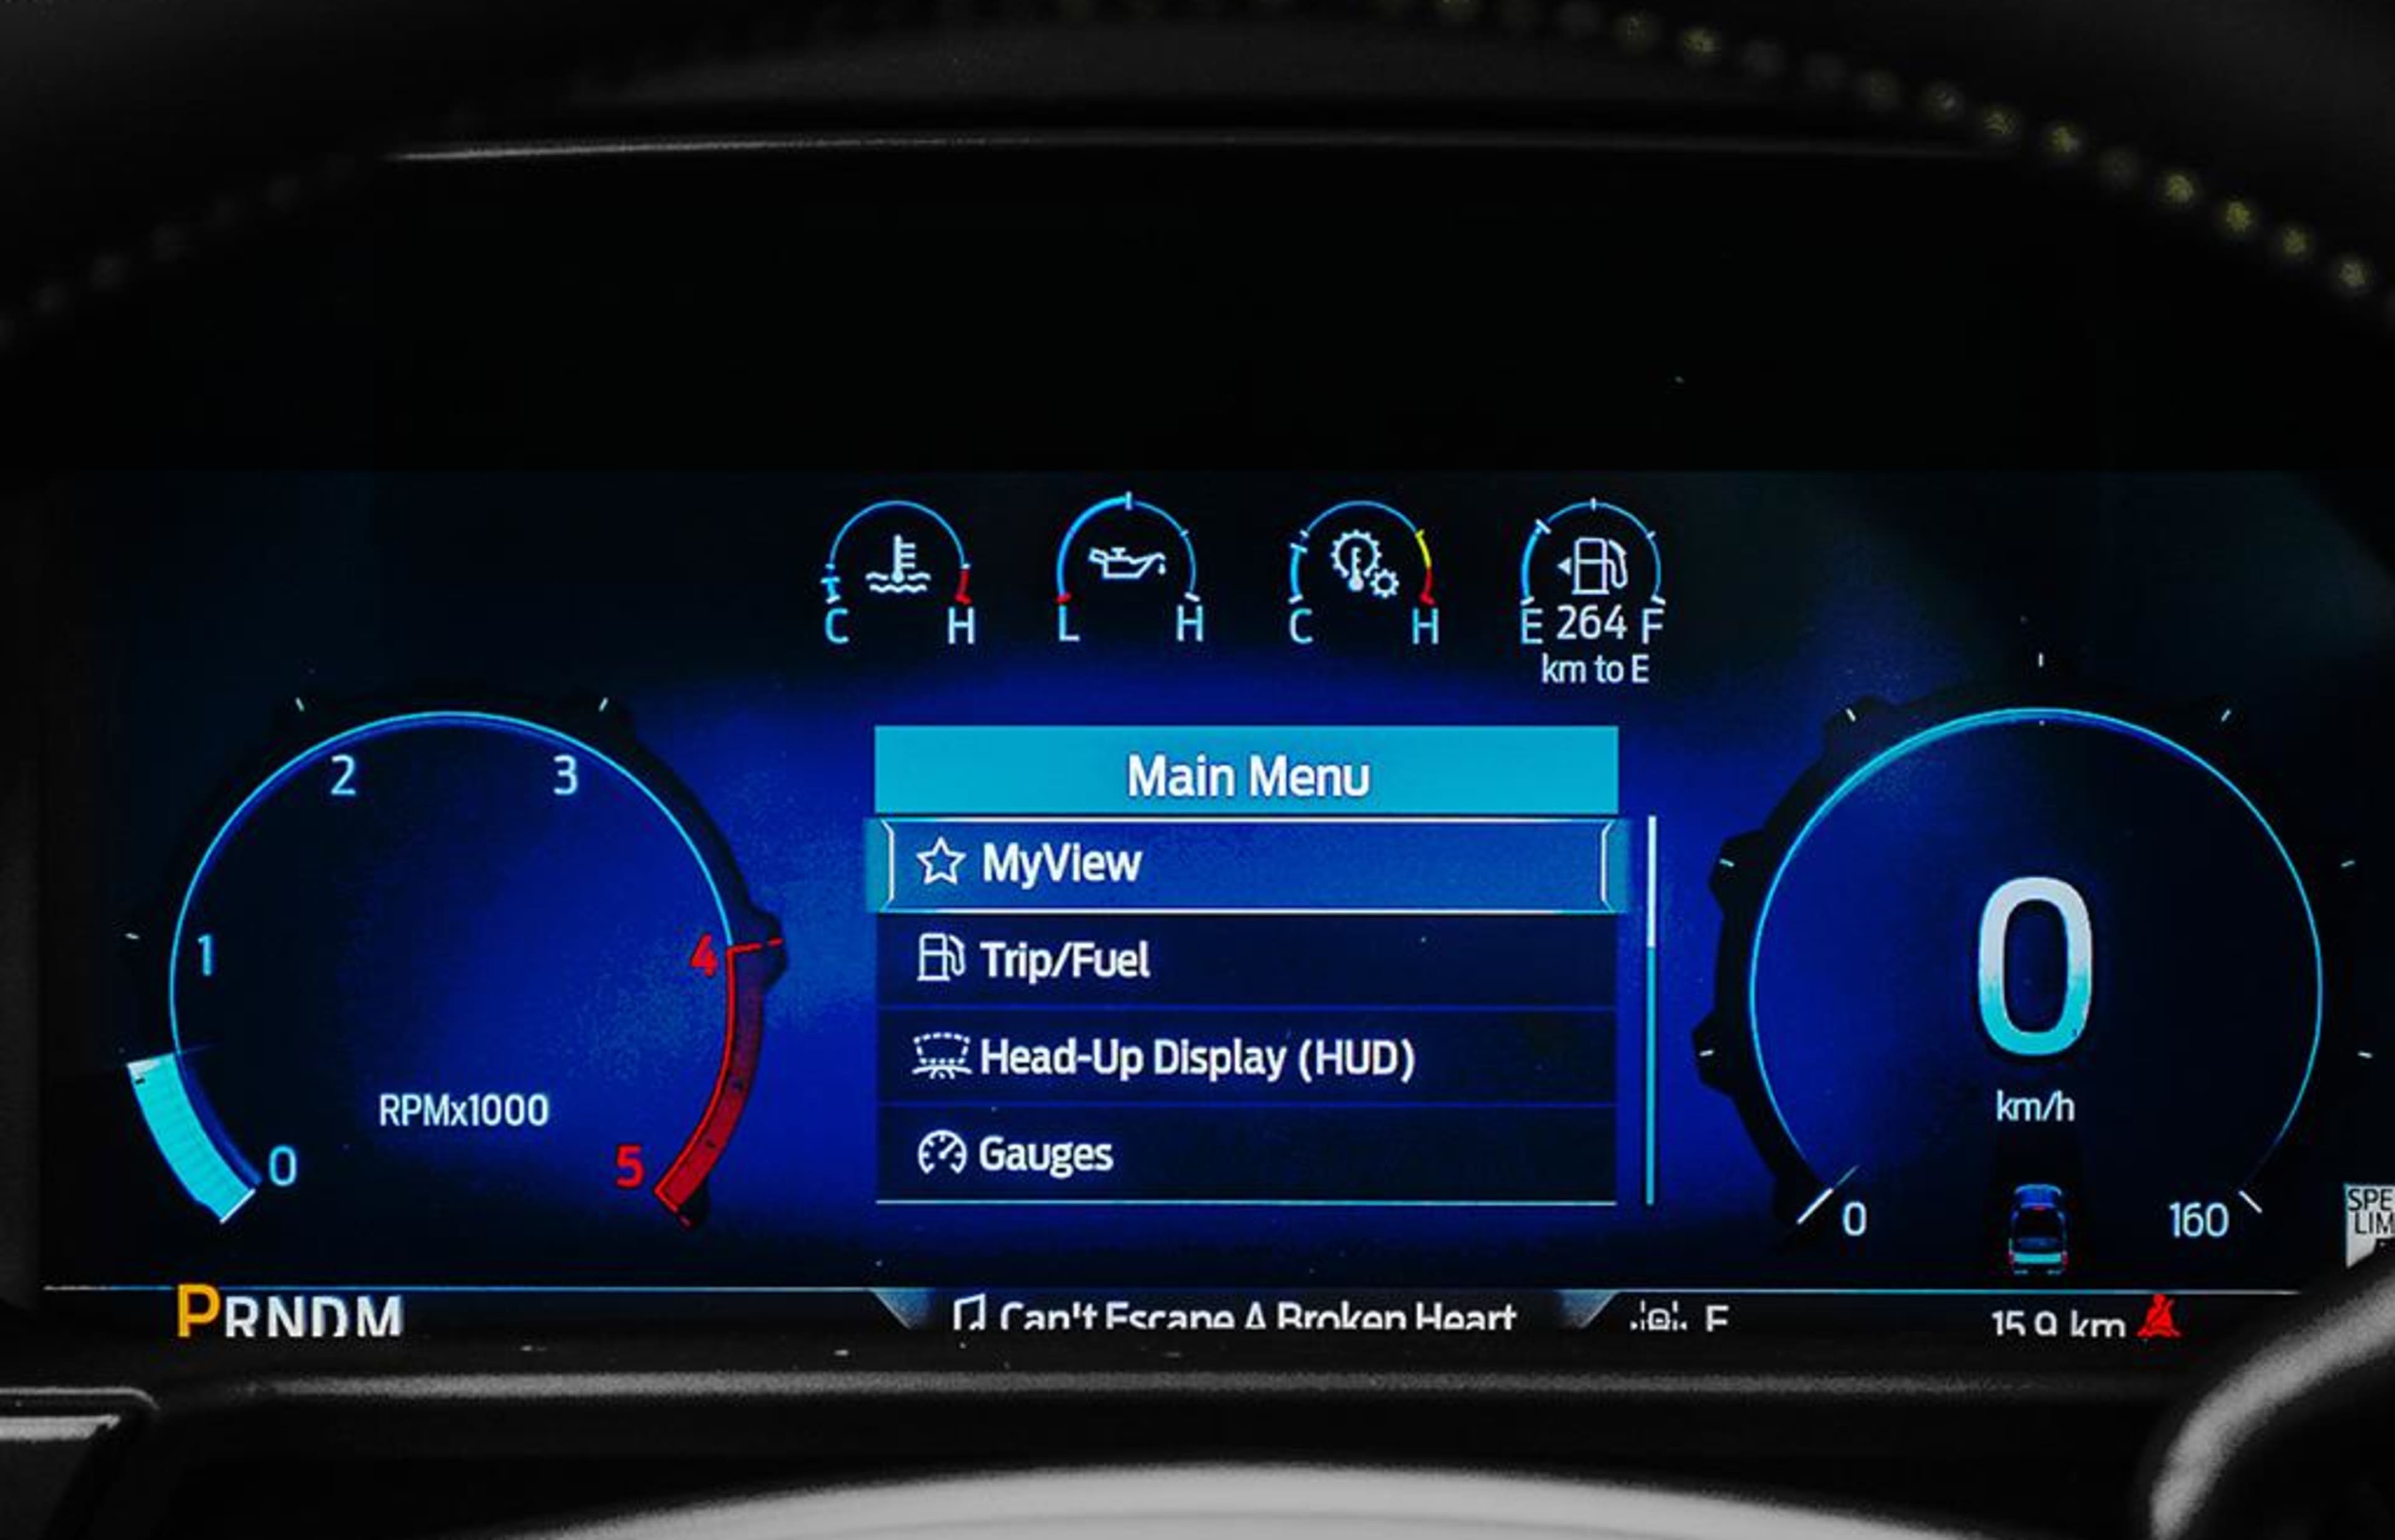 C H
L H
C H
E 264 F
km to E
2 3
1
4
RPMx1000
0
5
Main Menu
MyView
Trip/Fuel
Head-Up Display (HUD)
Gauges
0
km/h
0 160
PRNDM
Can't Escape A Broken Heart
km